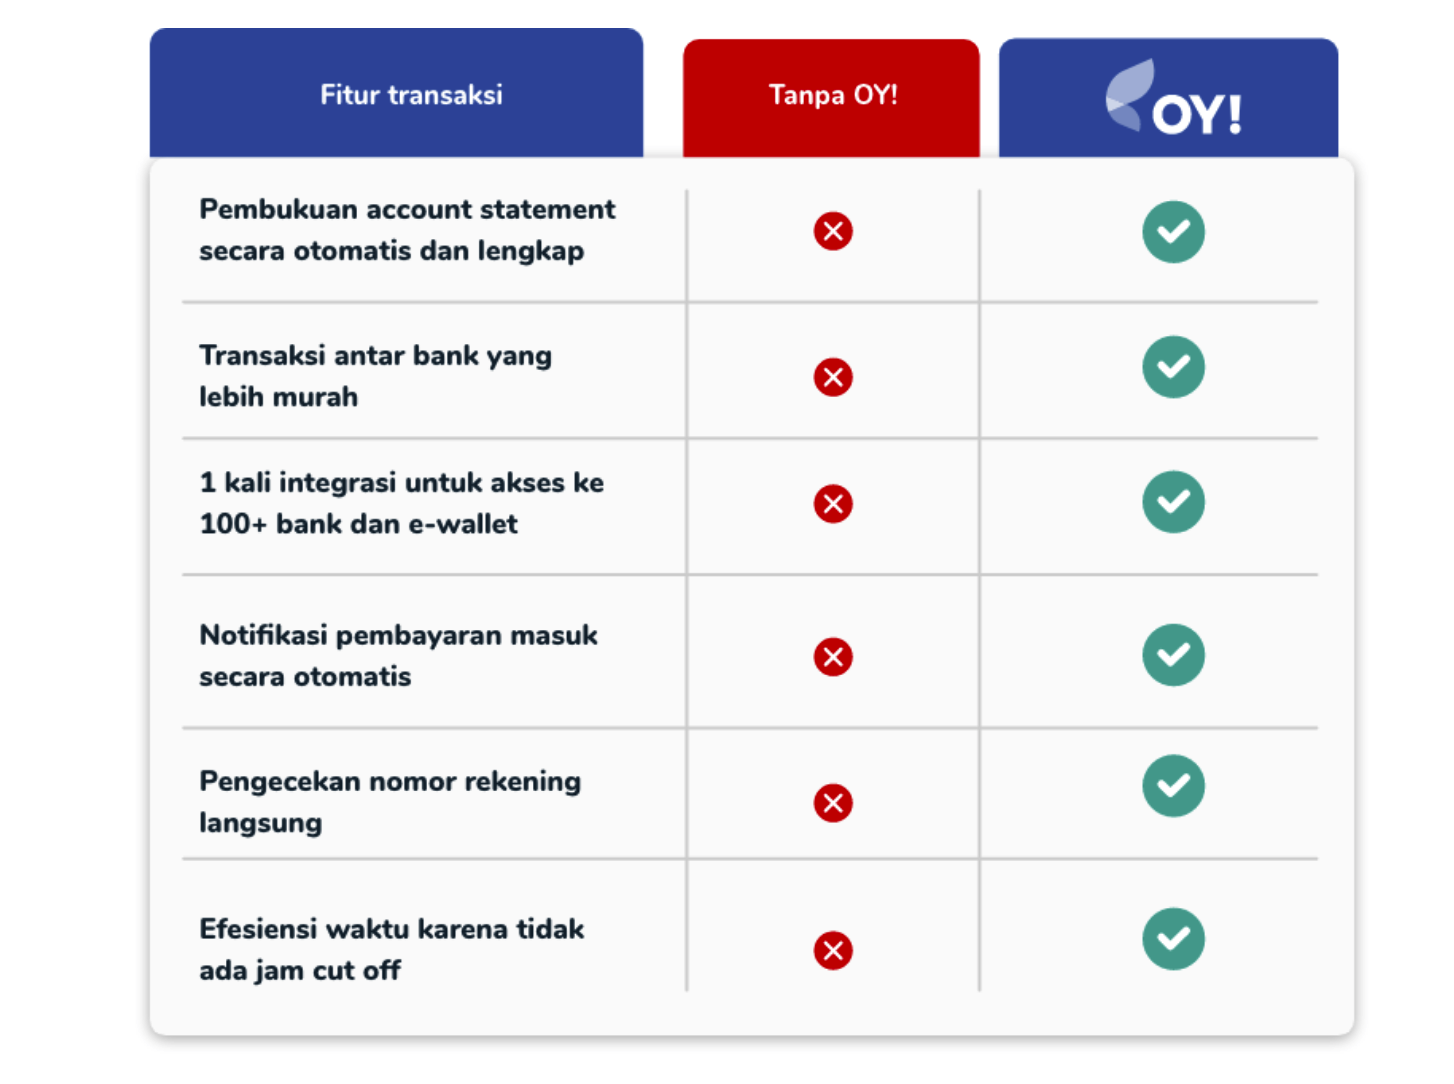 Fitur transaksi
Tanpa OY!
OY!
Pembukuan account statement
secara otomatis dan lengkap
Transaksi antar bank yang
lebih murah
1 kali integrasi untuk akses ke
100+ bank dan e-wallet
Notifikasi pembayaran masuk
secara otomatis
Pengecekan nomor rekening
langsung
Efesiensi waktu karena tidak
ada jam cut off